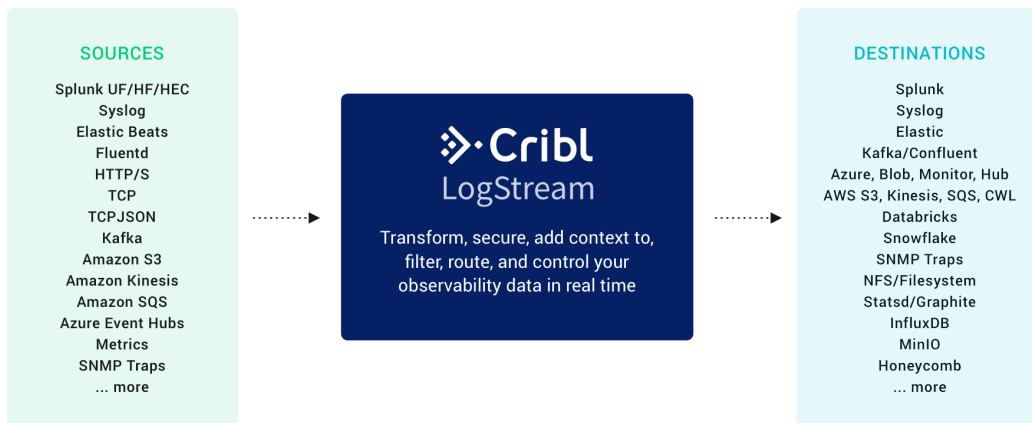 SOURCES
Splunk UF/HF/HEC
Syslog
Elastic Beats
Fluentd
HTTP/S
TCP
TCPJSON
Kafka
Amazon S3
Amazon Kinesis
Amazon SQS
Azure Event Hubs
Metrics
SNMP Traps
... more
Cribl
LogStream
Transform, secure, add context to,
filter, route, and control your
observability data in real time
DESTINATIONS
Splunk
Syslog
Elastic
Kafka/Confluent
Azure, Blob, Monitor, Hub
AWS S3, Kinesis, SQS, CWL
Databricks
Snowflake
SNMP Traps
NFS/Filesystem
Statsd/Graphite
InfluxDB
MinIO
Honeycomb
... more